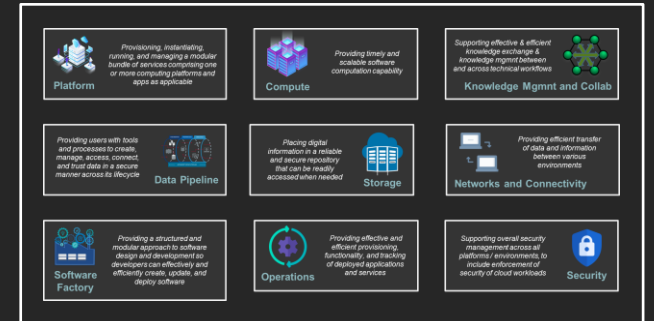 Provisioning, instantiating,
running, and managing a modular
bundle of services comprising one
or more computing platforms and
apps as applicable
Platform
Providing timely and
scalable software
computation capability
Compute
Supporting effective & efficient
knowledge exchange &
knowledge mgmnt between
and across technical workflows
Knowledge Mgmnt and Collab
Providing users with tools
and processes to create,
manage, access, connect,
and trust data in a secure
manner across its lifecycle
Data Pipeline
Placing digital
information in a reliable
and secure repository
that can be readily
accessed when needed
Storage
Providing efficient transfer
of data and information
between various
environments
Networks and Connectivity
Providing a structured and
modular approach to software
design and development so
developers can effectively and
efficiently create, update, and
deploy software
Software
Factory
Providing effective and
efficient provisioning,
functionality, and tracking
of deployed applications
and services
Operations
Supporting overall security
management across all
platforms / environments, to
include enforcement of
security of cloud workloads
Security